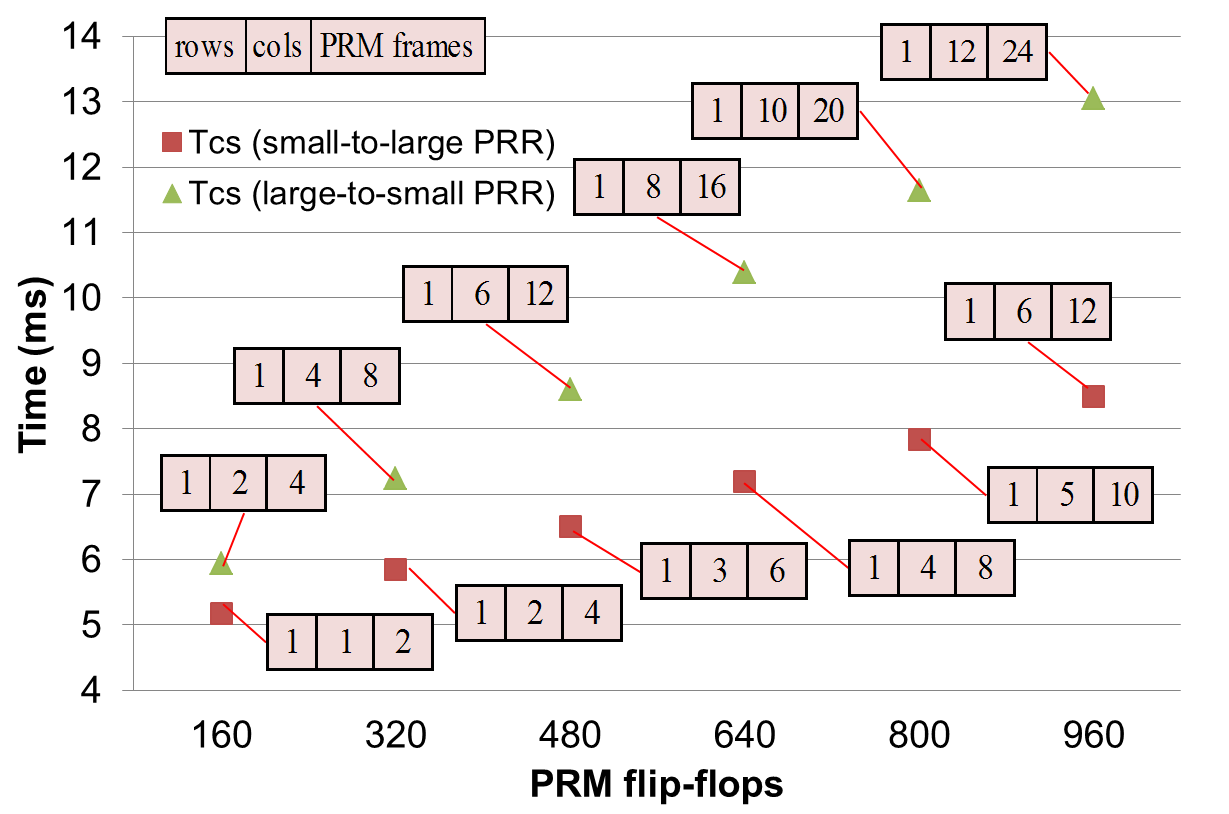 14
rows cols PRM frames
1 12 24
13
1 10 20
Tcs (small-to-large PRR)
12
1 8 16
Tcs (large-to-small PRR)
11
10
1 6 12
1 6 12
9
1 4 8
8
7
1 2 4
1 5 10
6
1 3 6
1 4 8
5
1 2 4
1 1 2
4
Time (ms)
160 320 480 640 800 960
PRM flip-flops